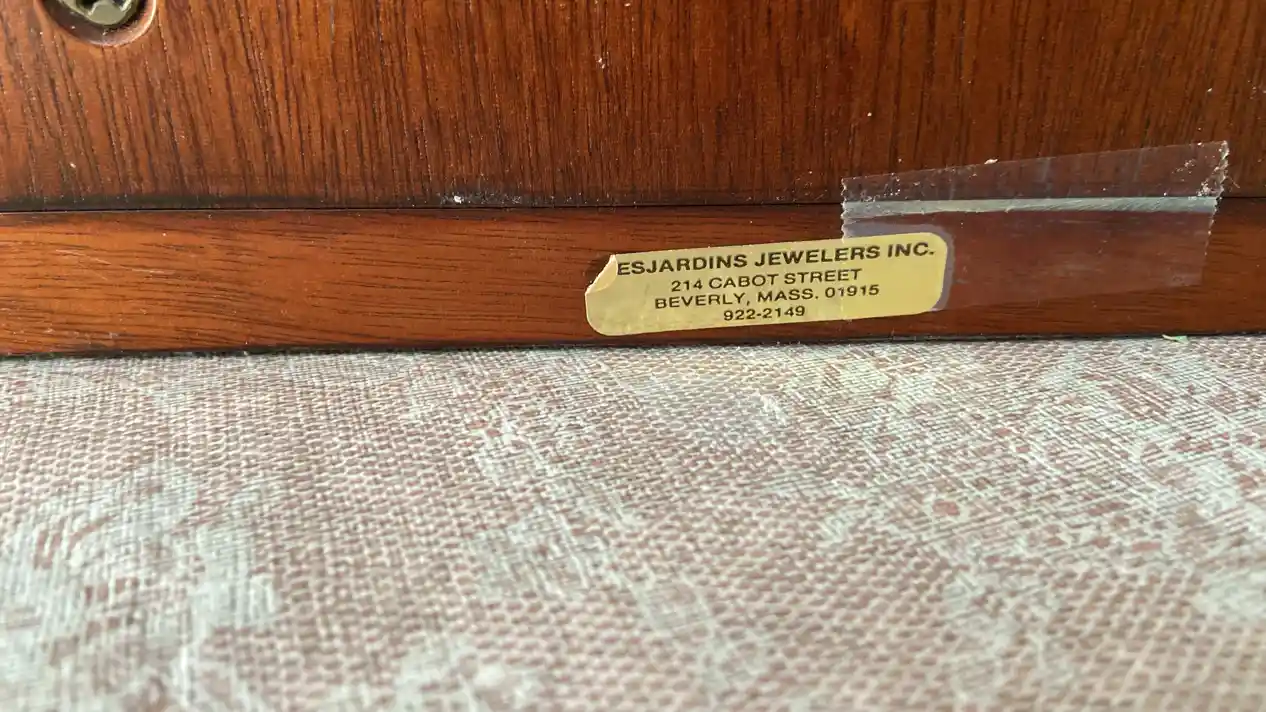 ESJARDINS JEWELERS INC.
214 CABOT STREET
BEVERLY, MASS. 01915
922-2149